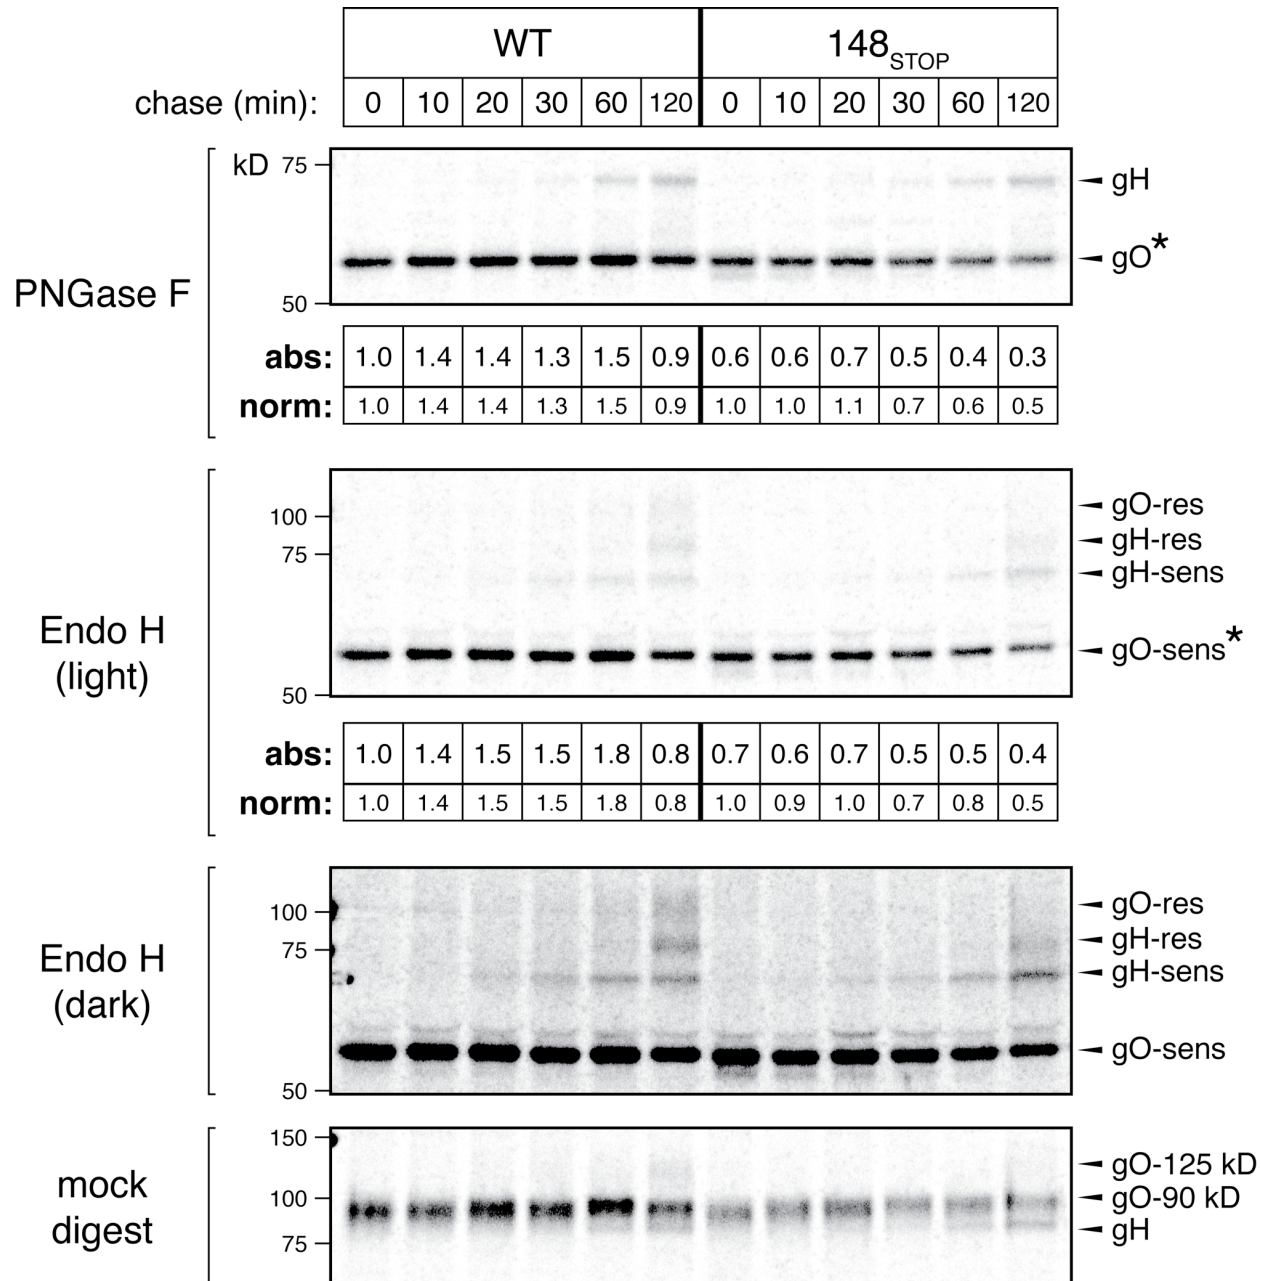 WT 148STOP
chase (min): 0 10 20 30 60 120 0 10 20 30 60 120
kD 75 gH
gO*
PNGase F
50
abs: 1.0 1.4 1.4 1.3 1.5 0.9 0.6 0.6 0.7 0.5 0.4 0.3
norm: 1.0 1.4 1.4 1.3 1.5 0.9 1.0 1.0 1.1 0.7 0.6 0.5
gO-res
100
gH-res
75
gH-sens
Endo H
(light)
gO-sens*
50
abs: 1.0 1.4 1.5 1.5 1.8 0.8 0.7 0.6 0.7 0.5 0.5 0.4
norm: 1.0 1.4 1.5 1.5 1.8 0.8 1.0 0.9 1.0 0.7 0.8 0.5
gO-res
100
gH-res
75
gH-sens
Endo H
(dark)
gO-sens
50
150
gO-125 kD
mock
digest
100
gO-90 kD
gH
75